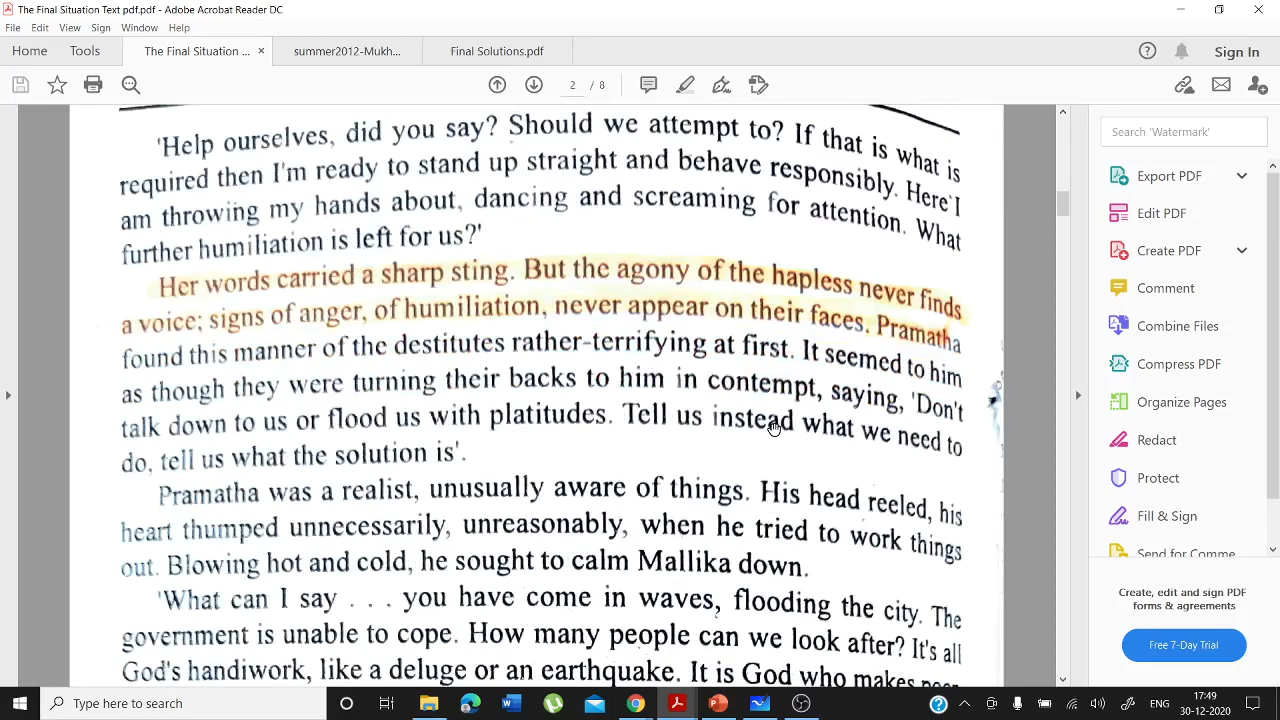 The Final Situation Text pdf.pdf - Adobe Acrobat Reader DC
File Edit View Sign Window Help
Home Tools The Final Situation ... × summer2012-Mukh... Final Solutions.pdf Sign In
2 / 8
'Help ourselves, did you say? Should we attempt to? If that is what is
required then I'm ready to stand up straight and behave responsibly. Here'I
am throwing my hands about, dancing and screaming for attention. What
further humiliation is left for us?'
Her words carried a sharp sting. But the agony of the hapless never finds
a voice; signs of anger, of humiliation, never appear on their faces. Pramatha
found this manner of the destitutes rather-terrifying at first. It seemed to him
as though they were turning their backs to him in contempt, saying, 'Don't
talk down to us or flood us with platitudes. Tell us instead what we need to
do, tell us what the solution is'.
Pramatha was a realist, unusually aware of things. His head reeled, his
heart thumped unnecessarily, unreasonably, when he tried to work things
out. Blowing hot and cold, he sought to calm Mallika down.
'What can I say . . . you have come in waves, flooding the city. The
government is unable to cope. How many people can we look after? It's all
God's handiwork, like a deluge or an earthquake. It is God who makes
Search 'Watermark'
Export PDF
Edit PDF
Create PDF
Comment
Combine Files
Compress PDF
Organize Pages
Redact
Protect
Fill & Sign
Send for Comme
Create, edit and sign PDF
forms & agreements
Free 7-Day Trial
Type here to search
ENG
17:49
30-12-2020